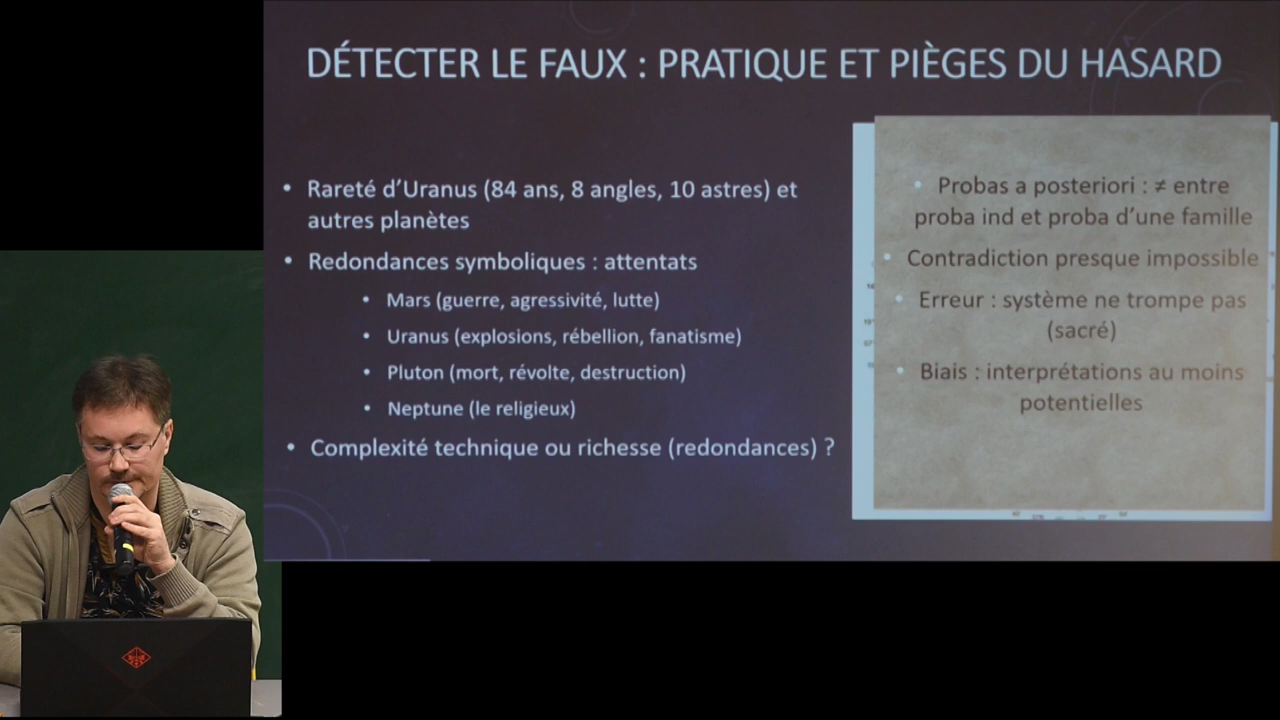 DÉTECTER LE FAUX : PRATIQUE ET PIÈGES DU HASARD
• Rareté d'Uranus (84 ans, 8 angles, 10 astres) et
autres planètes
• Redondances symboliques : attentats
• Mars (guerre, agressivité, lutte)
• Uranus (explosions, rébellion, fanatisme)
• Pluton (mort, révolte, destruction)
• Neptune (le religieux)
• Complexité technique ou richesse (redondances) ?
• Probas a posteriori : ≠ entre
proba ind et proba d'une famille
• Contradiction presque impossible
• Erreur : système ne trompe pas
(sacré)
• Biais : interprétations au moins
potentielles